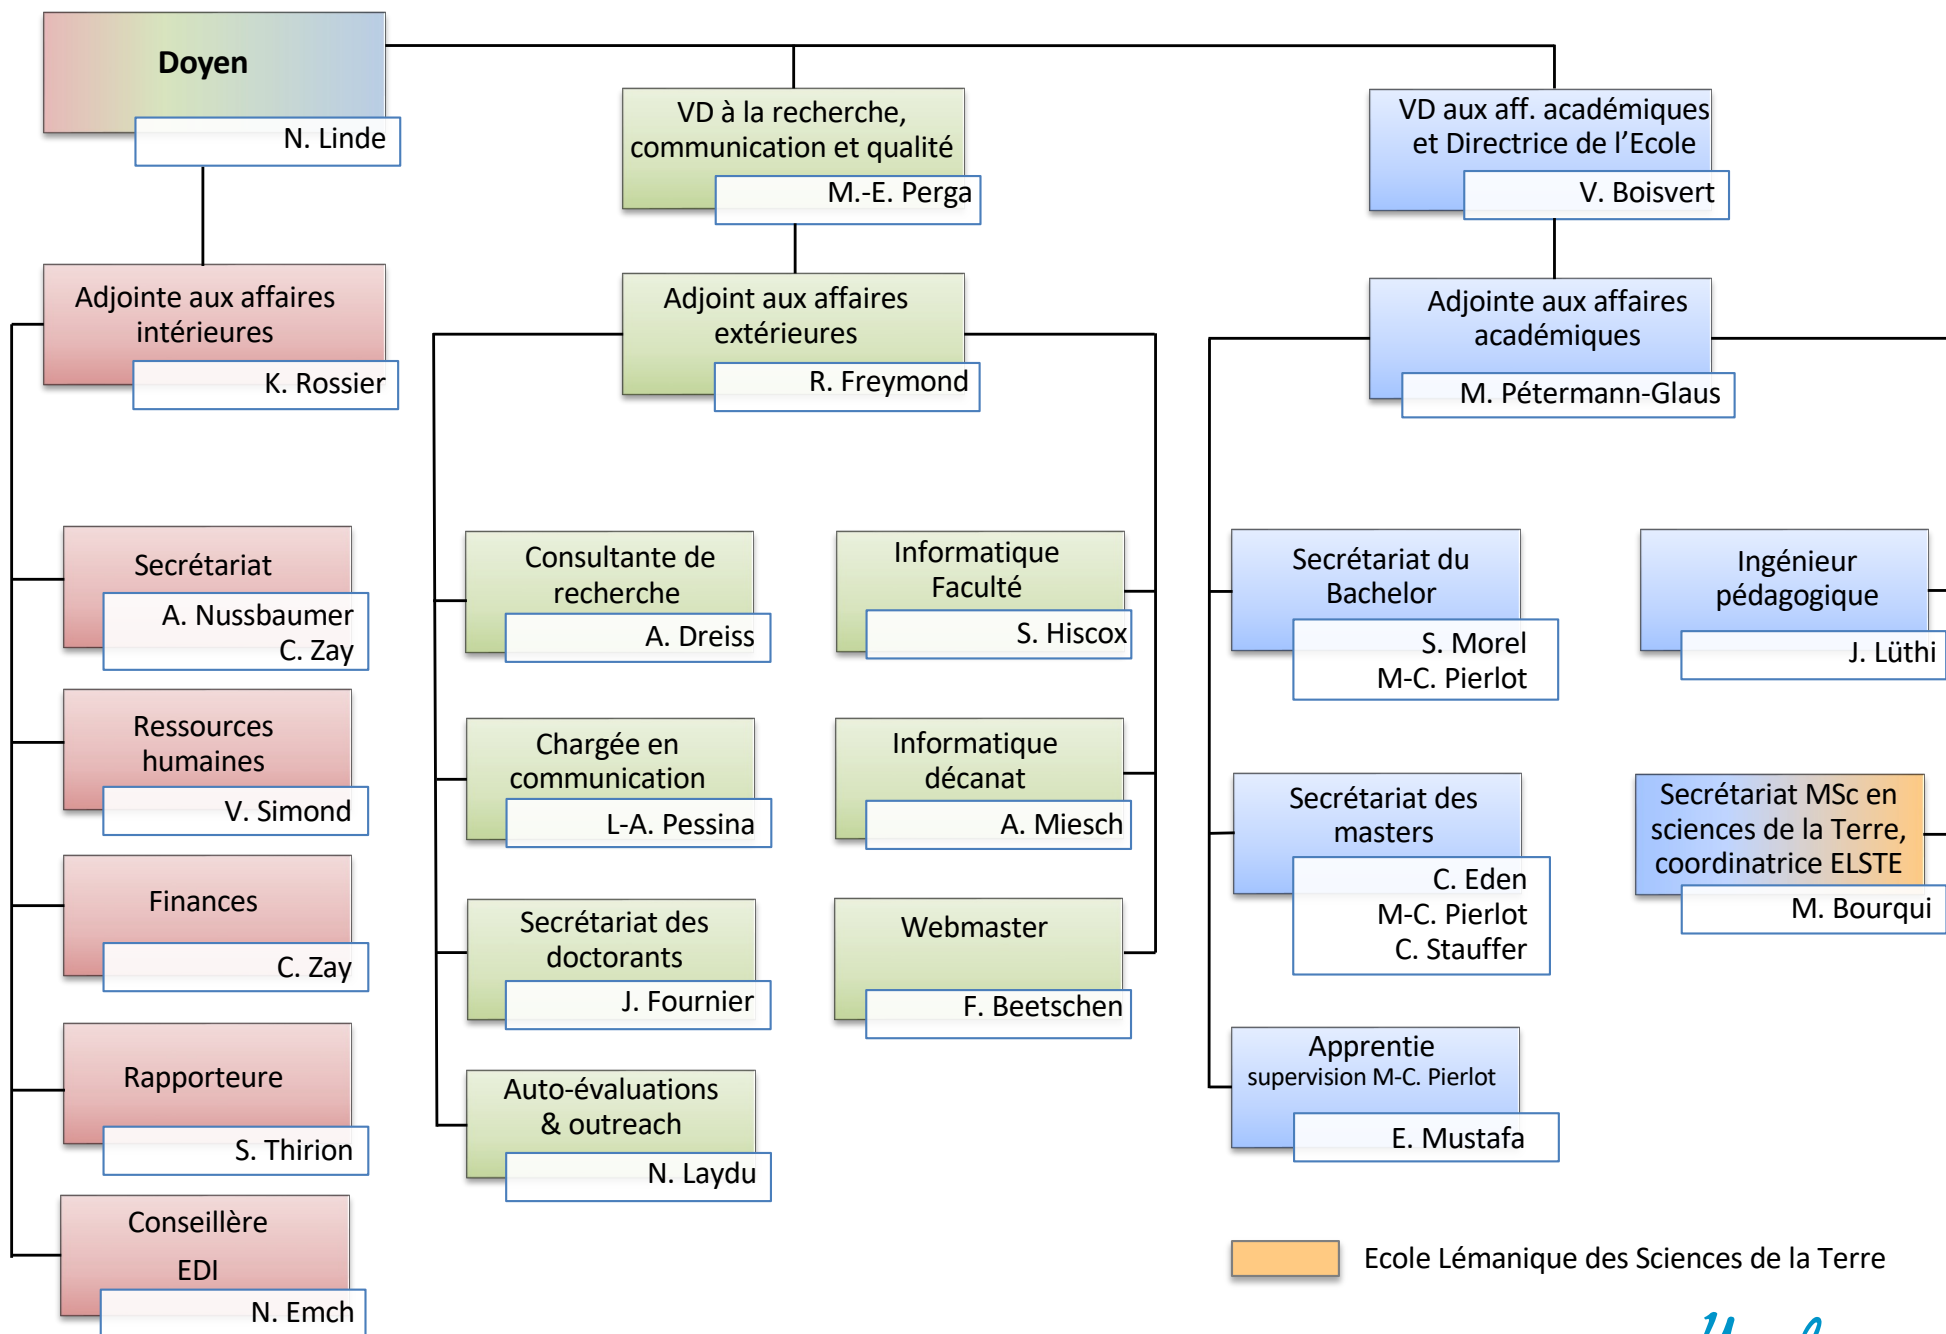 Doyen
N. Linde
VD à la recherche,
communication et qualité
M.-E. Perga
VD aux aff. académiques
et Directrice de l’Ecole
V. Boisvert
Adjointe aux affaires
intérieures
K. Rossier
Adjoint aux affaires
extérieures
R. Freymond
Adjointe aux affaires
académiques
M. Pétermann-Glaus
Secrétariat
A. Nussbaumer
C. Zay
Ressources
humaines
V. Simond
Finances
C. Zay
Rapporteure
S. Thirion
Conseillère
EDI
N. Emch
Consultante de
recherche
A. Dreiss
Chargée en
communication
L-A. Pessina
Secrétariat des
doctorants
J. Fournier
Auto-évaluations
& outreach
N. Laydu
Informatique
Faculté
S. Hiscox
Informatique
décanat
A. Miesch
Webmaster
F. Beetschen
Secrétariat du
Bachelor
S. Morel
M-C. Pierlot
Secrétariat des
masters
C. Eden
M-C. Pierlot
C. Stauffer
Apprentie
supervision M-C. Pierlot
E. Mustafa
Ingénieur
pédagogique
J. Lüthi
Secrétariat MSc en
sciences de la Terre,
coordinatrice ELSTE
M. Bourqui
Ecole Lémanique des Sciences de la Terre